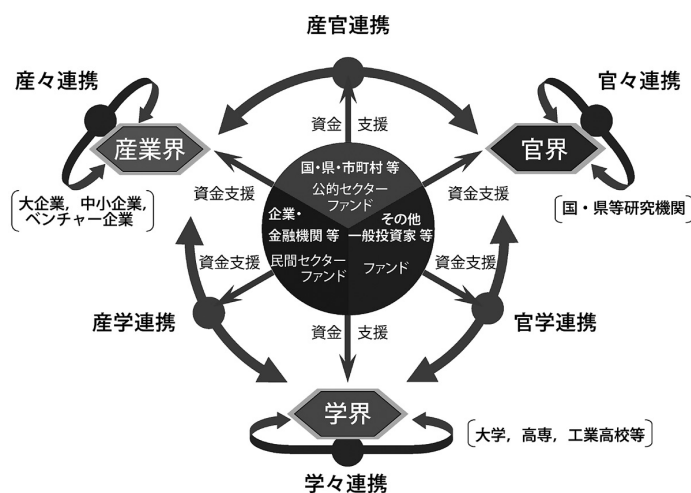 産官連携
産々連携
官々連携
資金 支援
産業界
官界
国・県・市町村 等
公的セクター
ファンド
資金支援
資金支援
大企業，中小企業，
ベンチャー企業
国・県等研究機関
企業・
金融機関 等
民間セクター
ファンド
その他
一般投資家 等
ファンド
資金支援
資金支援
産学連携
官学連携
資金 支援
学界
大学，高専，工業高校等
学々連携